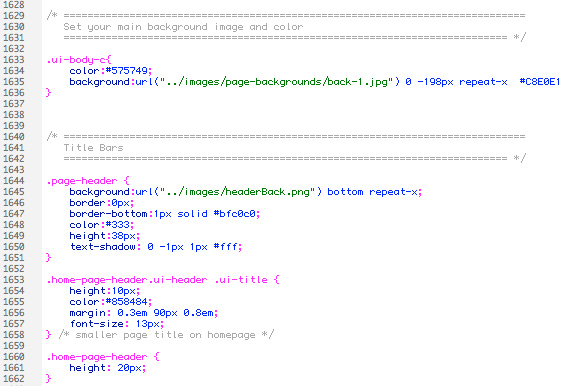 1628
1629 /* ==========================================================================
1630 Set your main background image and color
1631 ========================================================================== */
1632
1633 .ui-body-c{
1634 color:#575749;
1635 background:url("../images/page-backgrounds/back-1.jpg") 0 -198px repeat-x #C8E0E1
1636 }
1637
1638
1639
1640 /* ==========================================================================
1641 Title Bars
1642 ========================================================================== */
1643
1644 .page-header {
1645 background:url("../images/headerBack.png") bottom repeat-x;
1646 border:0px;
1647 border-bottom:1px solid #bfc0c0;
1648 color:#333;
1649 height:38px;
1650 text-shadow: 0 -1px 1px #fff;
1651 }
1652
1653 .home-page-header.ui-header .ui-title {
1654 height:10px;
1655 color:#858484;
1656 margin: 0.3em 90px 0.8em;
1657 font-size: 13px;
1658 } /* smaller page title on homepage */
1659
1660 .home-page-header {
1661 height: 20px;
1662 }